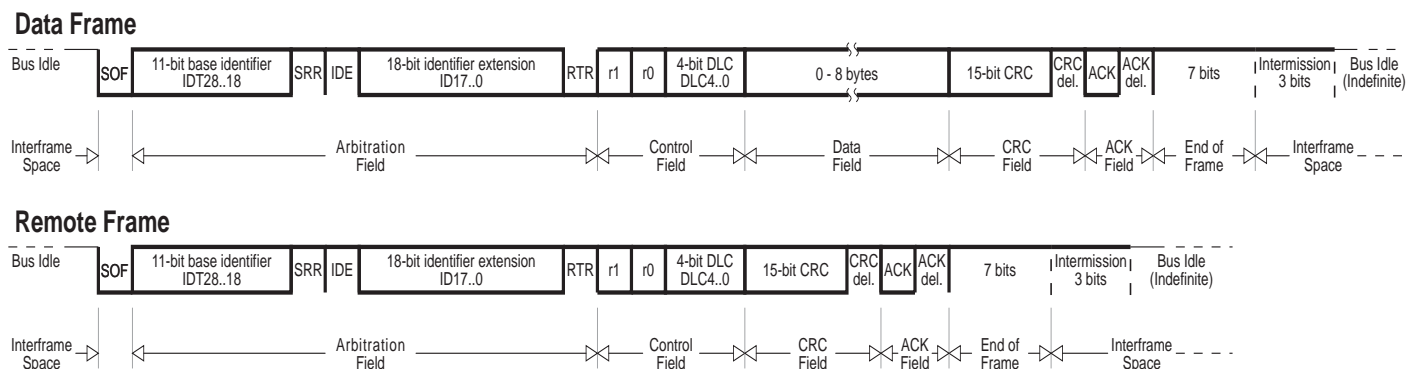 Data Frame
Bus Idle
SOF
11-bit base identifier
IDT28..18
SRR
IDE
18-bit identifier extension
ID17..0
RTR
r1
r0
4-bit DLC
DLC4..0
0 - 8 bytes
15-bit CRC
CRC
del.
ACK
ACK
del.
7 bits
Intermission
3 bits
Bus Idle
(Indefinite)
Interframe
Space
Arbitration
Field
Control
Field
Data
Field
CRC
Field
ACK
Field
End of
Frame
Interframe
Space
Remote Frame
Bus Idle
SOF
11-bit base identifier
IDT28..18
SRR
IDE
18-bit identifier extension
ID17..0
RTR
r1
r0
4-bit DLC
DLC4..0
15-bit CRC
CRC
del.
ACK
ACK
del.
7 bits
Intermission
3 bits
Bus Idle
(Indefinite)
Interframe
Space
Arbitration
Field
Control
Field
CRC
Field
ACK
Field
End of
Frame
Interframe
Space